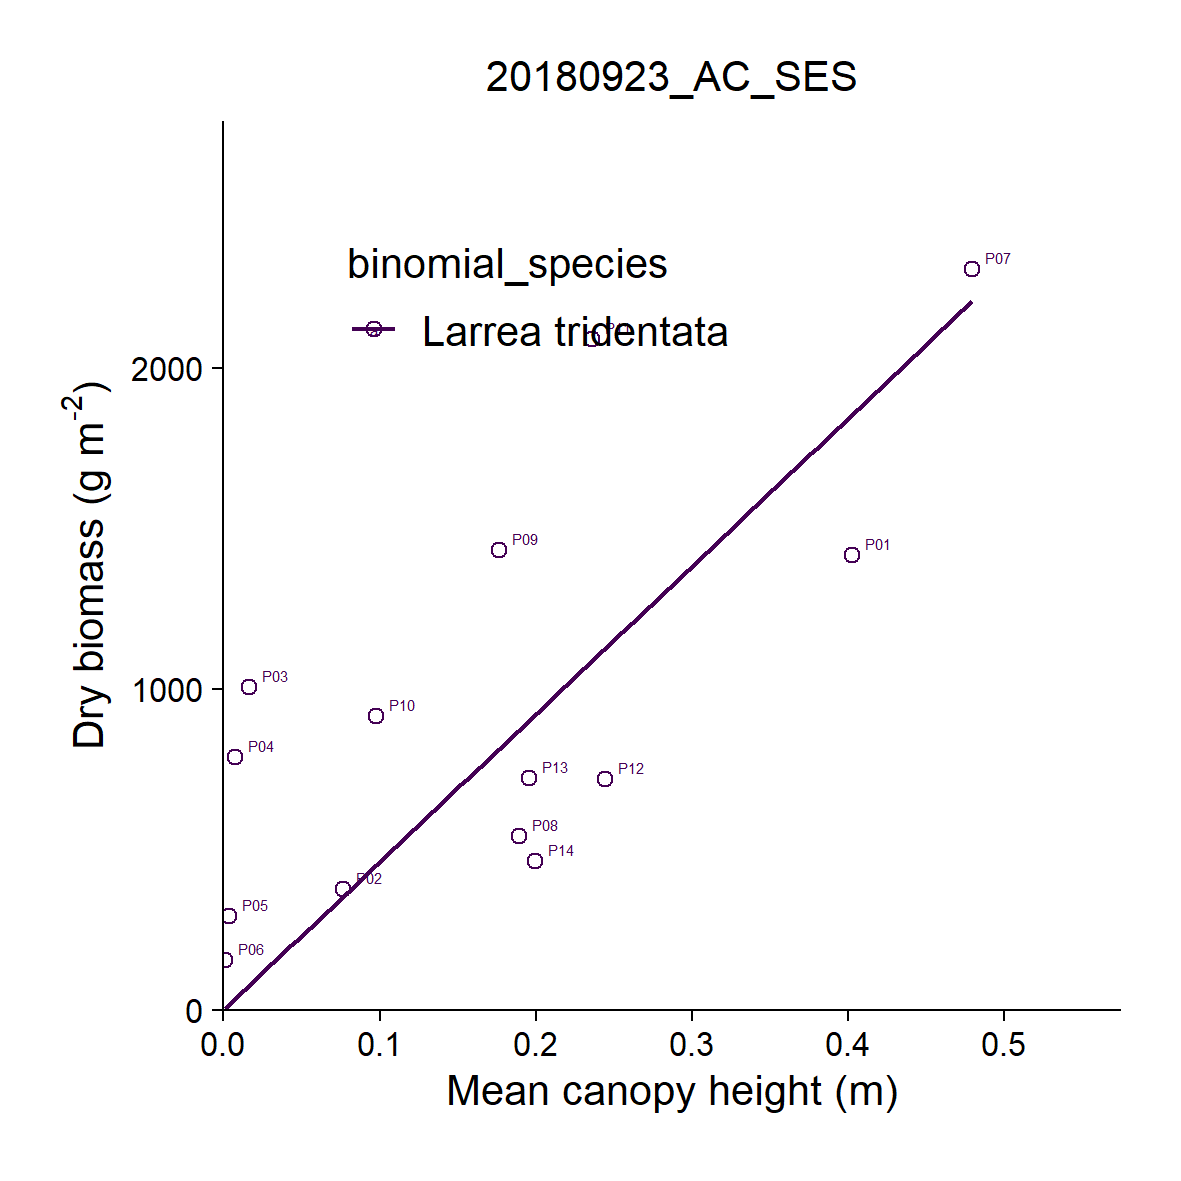 20180923_AC_SES
binomial_species
Larrea tridentata
P07
P09
P01
P03
P10
P04
P13
P12
P08
P14
P02
P05
P06
Dry biomass (g m⁻²)
2000
1000
0
0.0 0.1 0.2 0.3 0.4 0.5
Mean canopy height (m)